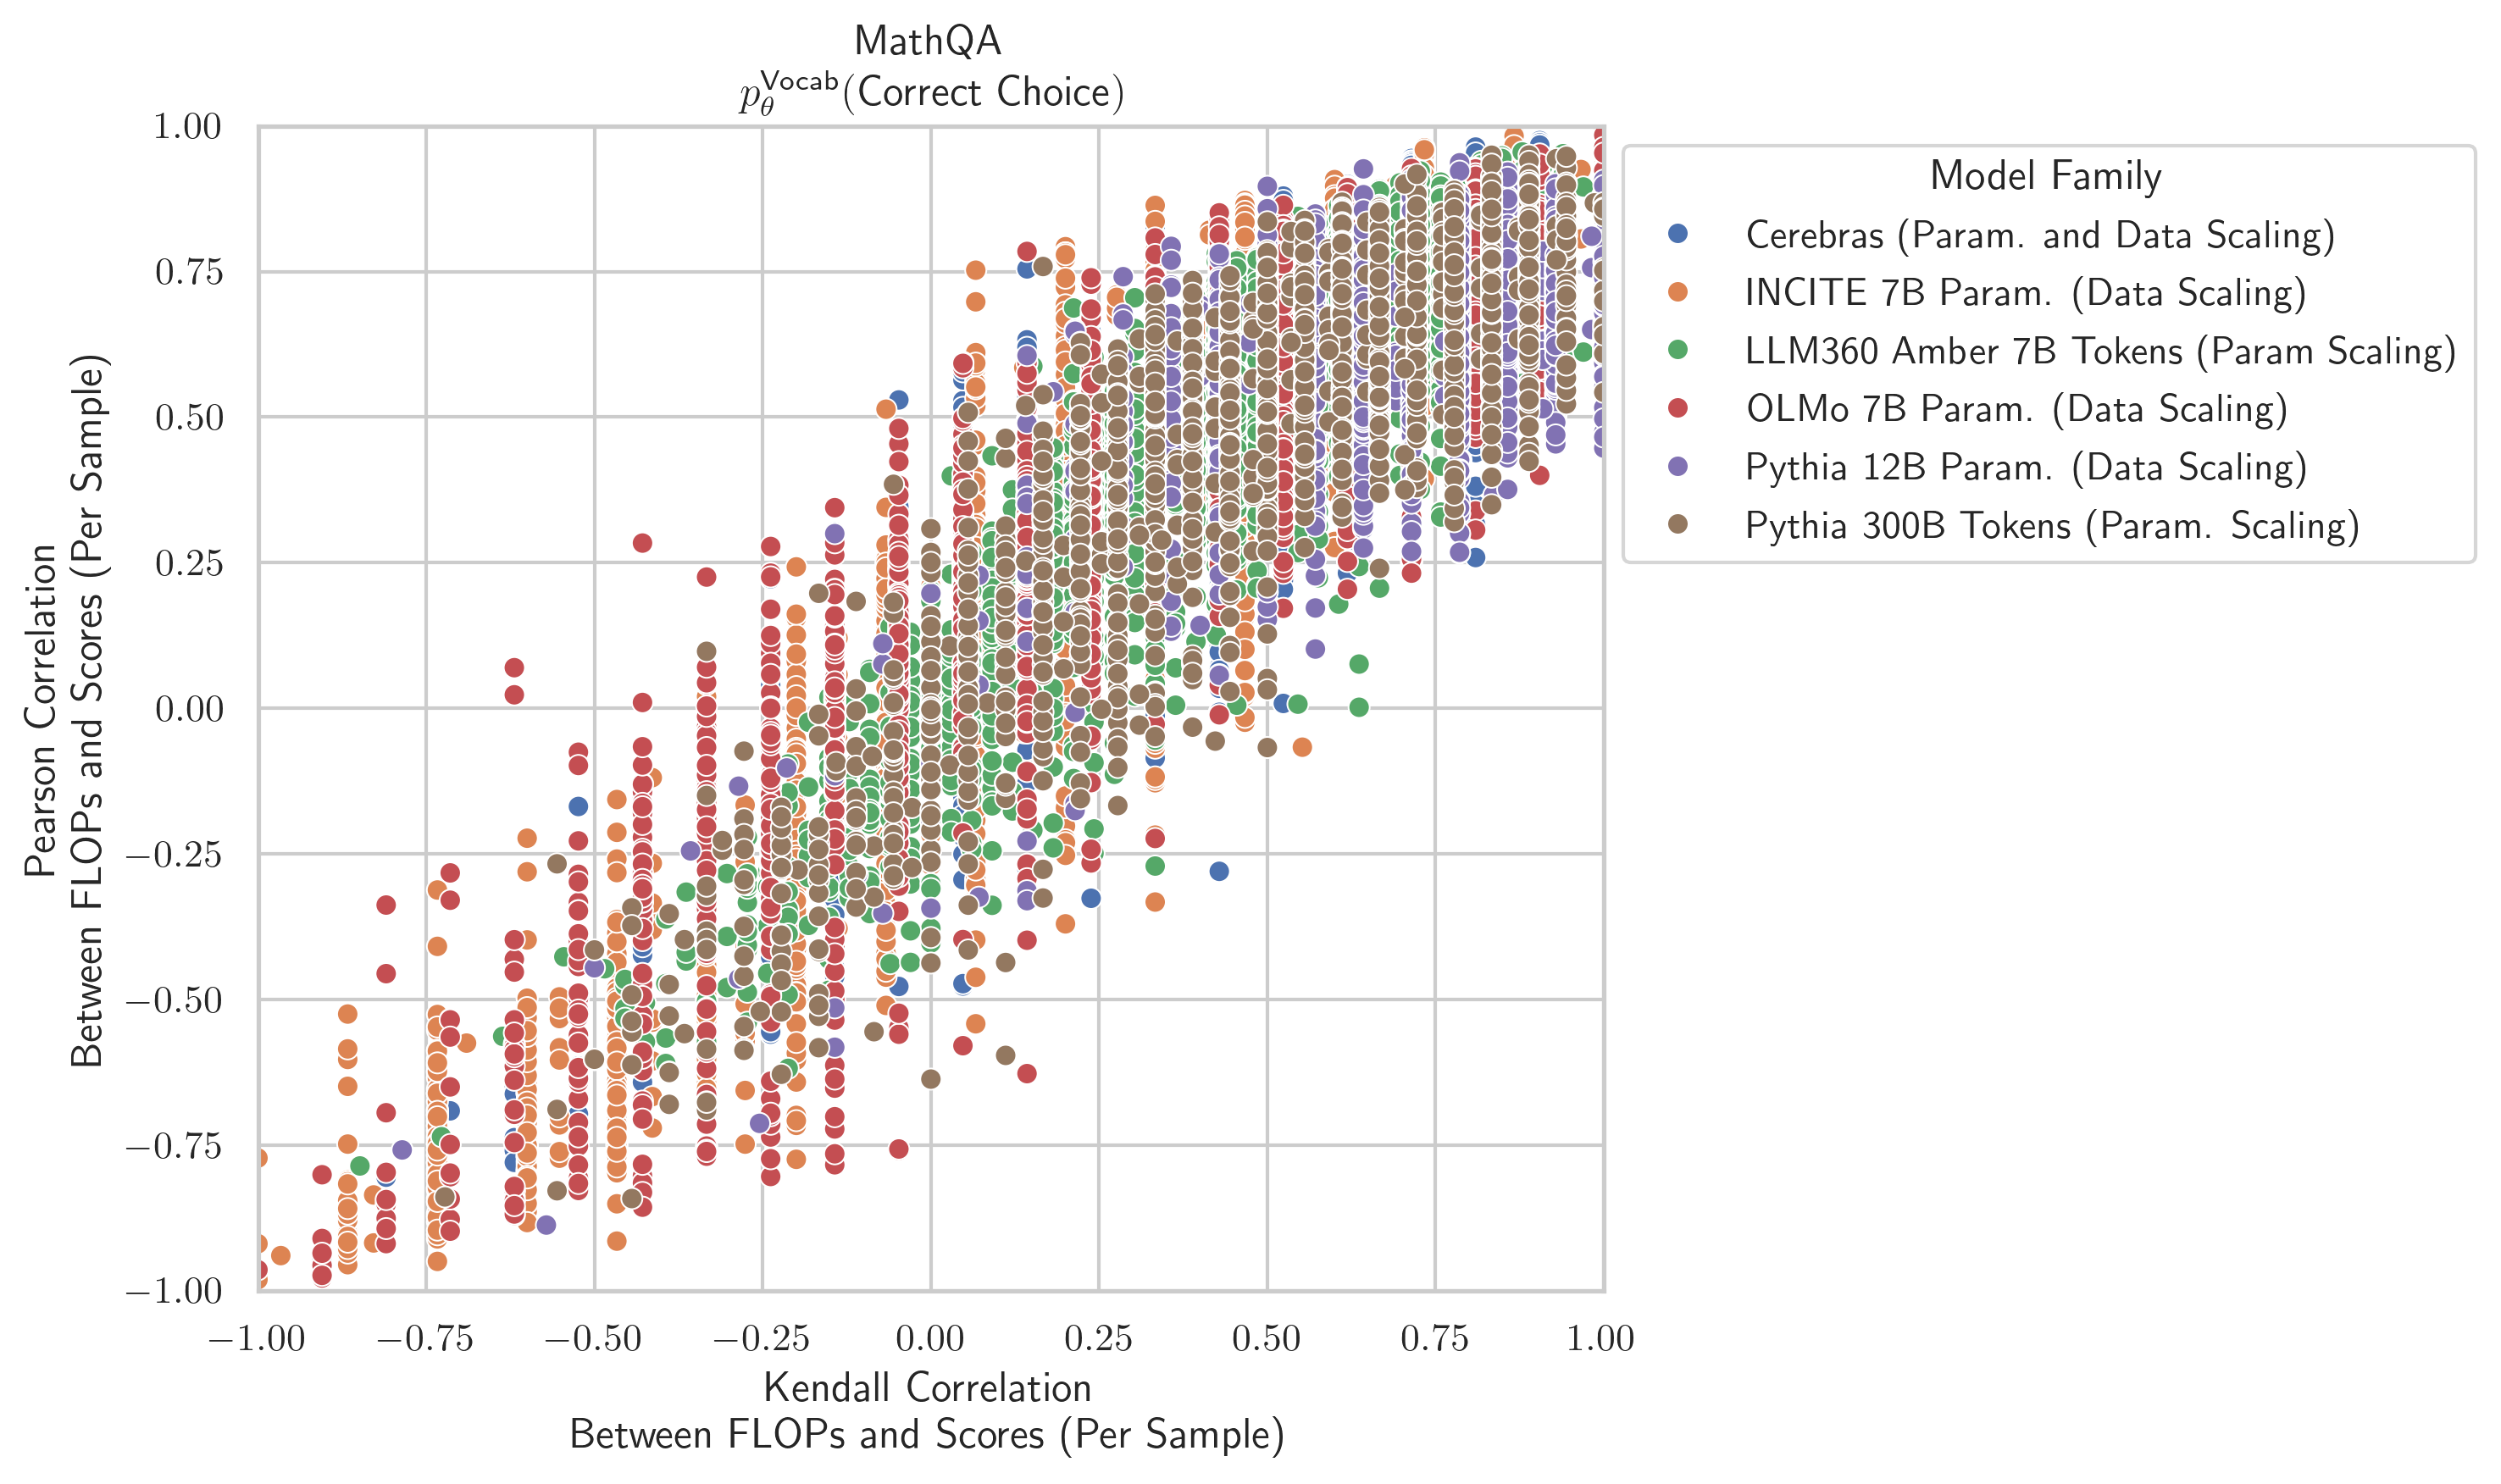 MathQA
p_θ^Vocab(Correct Choice)
1.00
0.75
0.50
0.25
0.00
−0.25
−0.50
−0.75
−1.00
Pearson Correlation
Between FLOPs and Scores (Per Sample)
−1.00 −0.75 −0.50 −0.25 0.00 0.25 0.50 0.75 1.00
Kendall Correlation
Between FLOPs and Scores (Per Sample)
Model Family
Cerebras (Param. and Data Scaling)
INCITE 7B Param. (Data Scaling)
LLM360 Amber 7B Tokens (Param Scaling)
OLMo 7B Param. (Data Scaling)
Pythia 12B Param. (Data Scaling)
Pythia 300B Tokens (Param. Scaling)